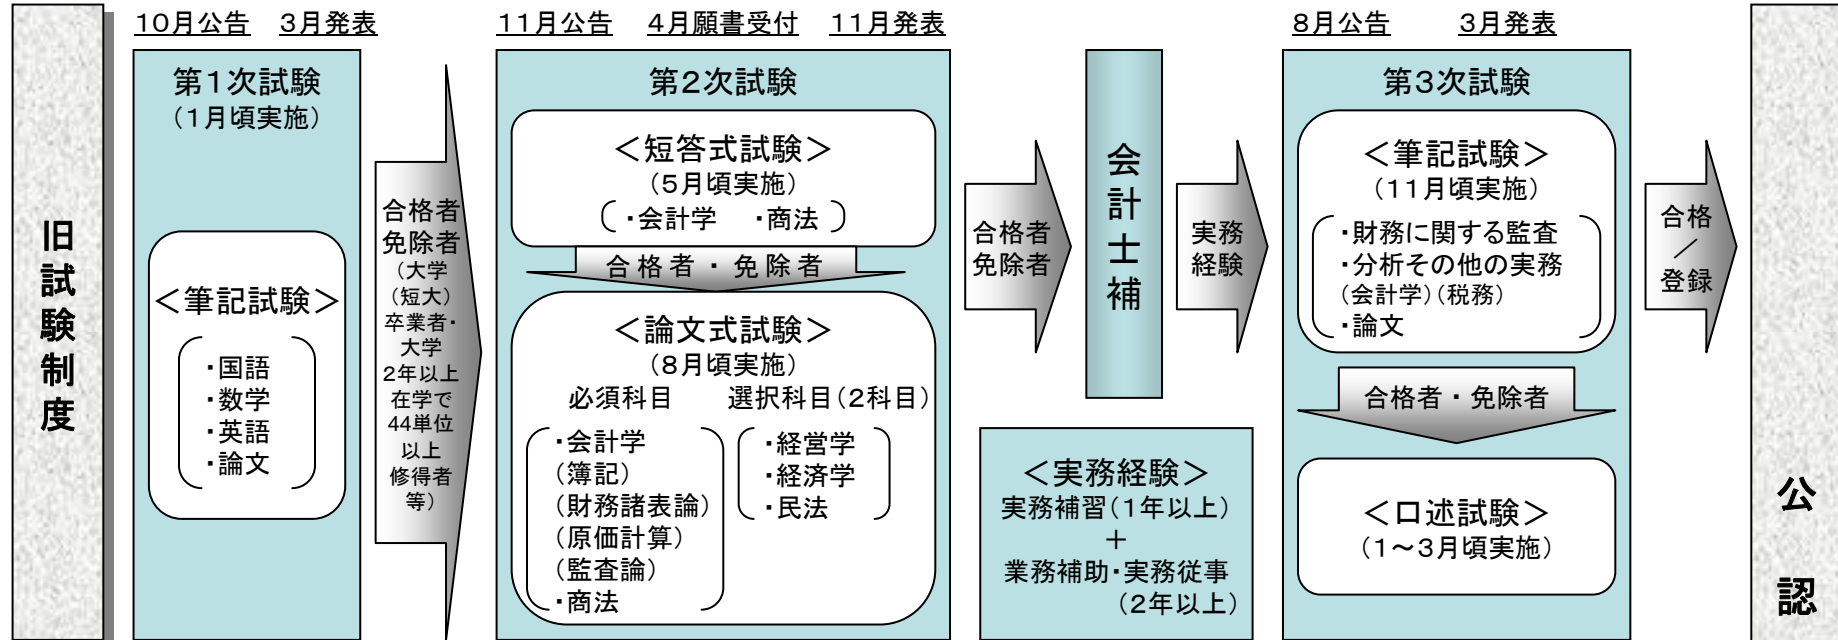 旧試験制度
10月公告 3月発表
第1次試験
(1月頃実施)
<筆記試験>
・国語
・数学
・英語
・論文
合格者
免除者
(大学
(短大)
卒業者・
大学
2年以上
在学で
44単位
以上
修得者
等)
11月公告 4月願書受付 11月発表
第2次試験
<短答式試験>
(5月頃実施)
・会計学 ・商法
合格者・免除者
<論文式試験>
(8月頃実施)
必須科目 選択科目(2科目)
・会計学
(簿記)
(財務諸表論)
(原価計算)
(監査論)
・商法
・経営学
・経済学
・民法
合格者
免除者
会計士補
実務
経験
<実務経験>
実務補習(1年以上)
+
業務補助・実務従事
(2年以上)
8月公告 3月発表
第3次試験
<筆記試験>
(11月頃実施)
・財務に関する監査
・分析その他の実務
(会計学)(税務)
・論文
合格者・免除者
<口述試験>
(1~3月頃実施)
合格
/
登録
公認